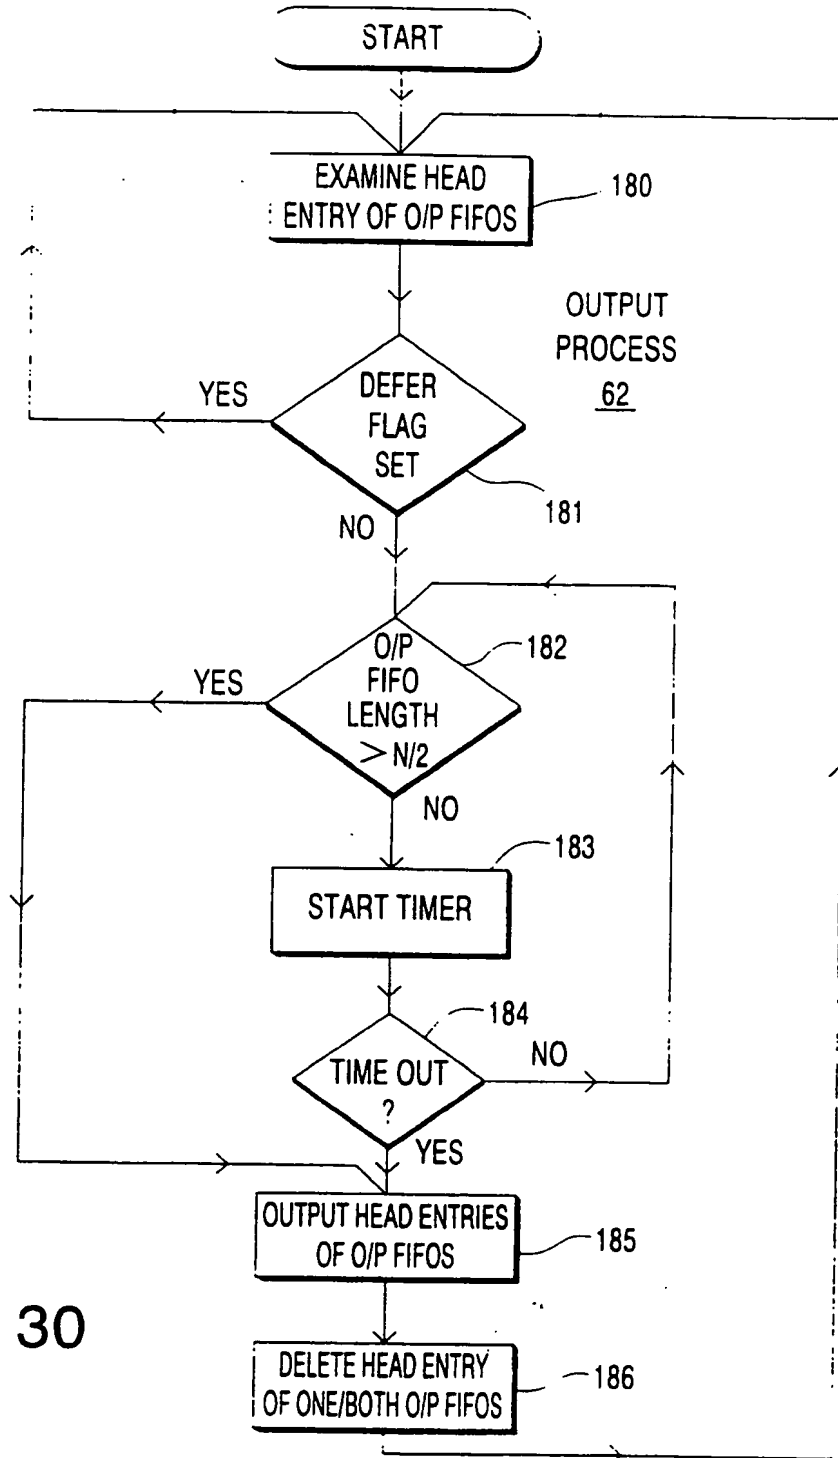 START
EXAMINE HEAD
ENTRY OF O/P FIFOS
180
OUTPUT
PROCESS
62
YES
DEFER
FLAG
SET
181
NO
O/P
FIFO
LENGTH
> N/2
182
YES
NO
183
START TIMER
184
TIME OUT
?
NO
YES
OUTPUT HEAD ENTRIES
OF O/P FIFOS
185
30
DELETE HEAD ENTRY
OF ONE/BOTH O/P FIFOS
186